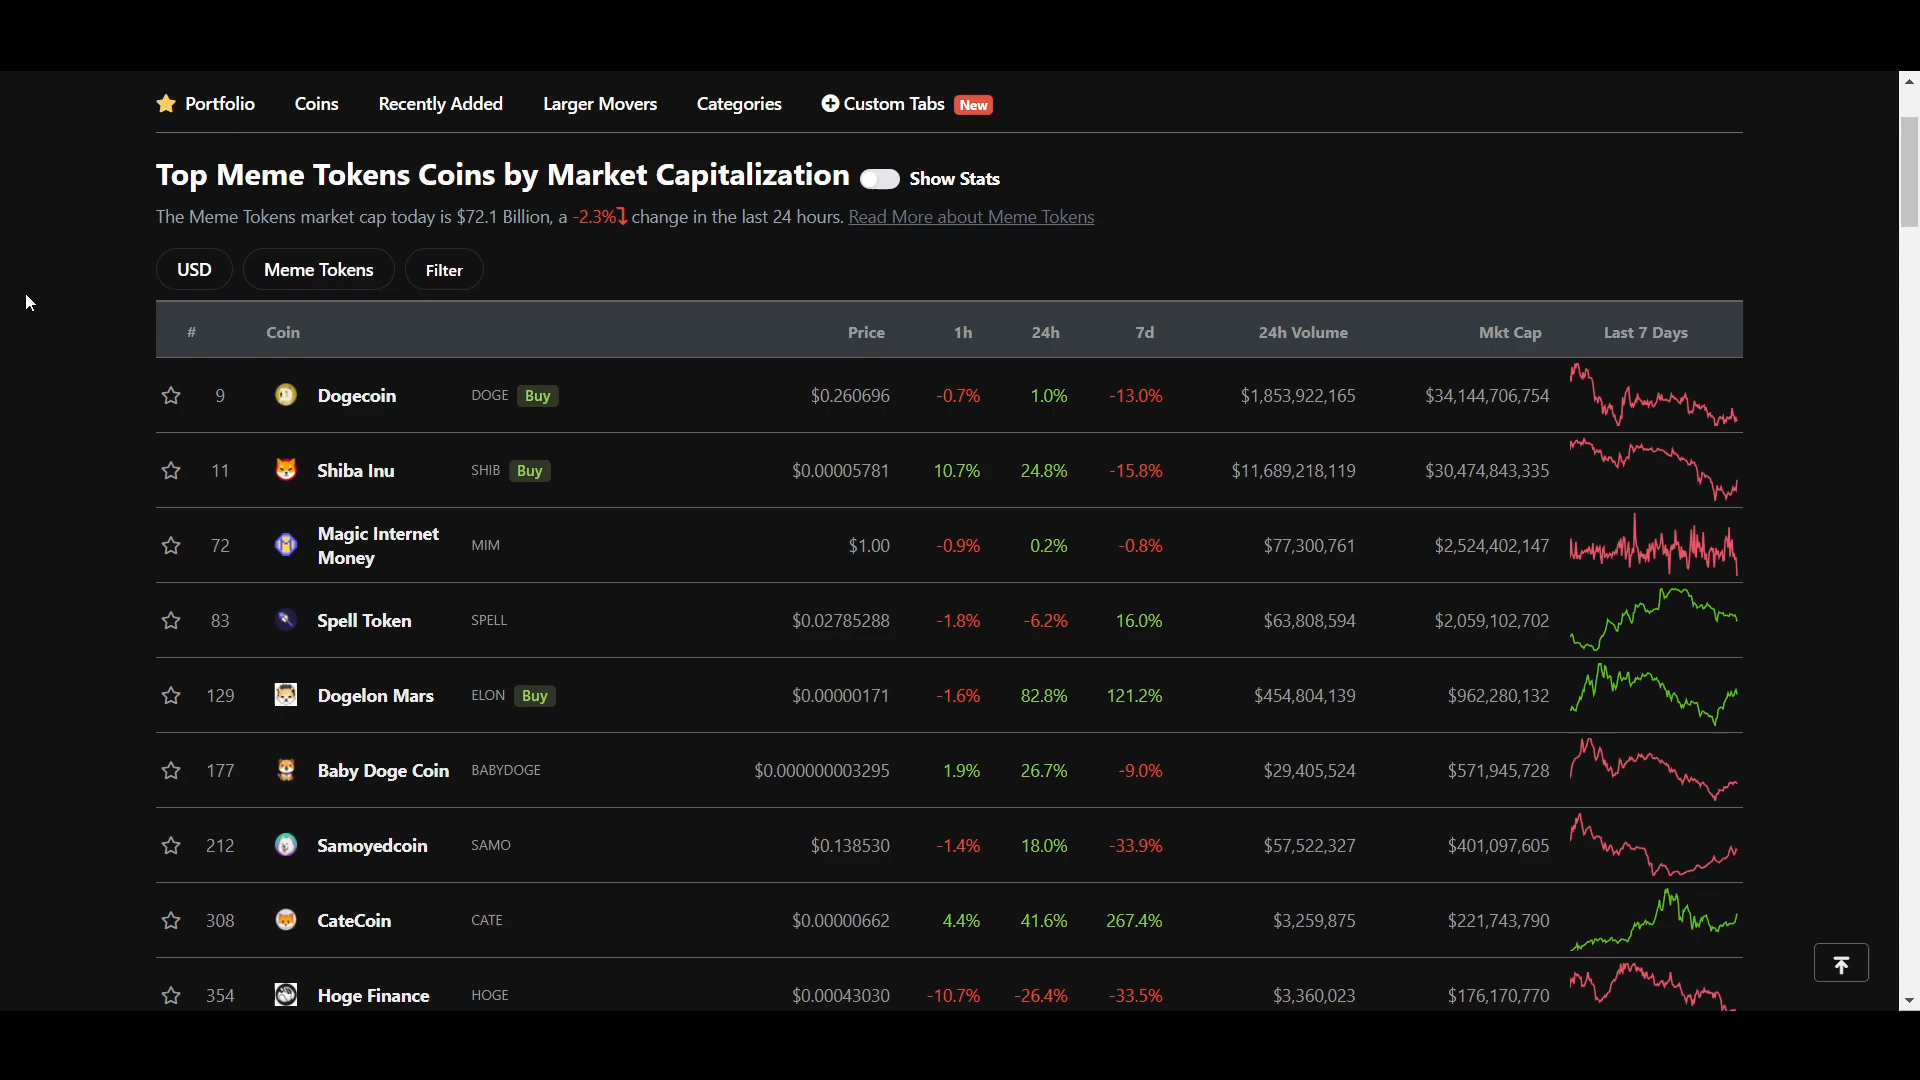 Portfolio Coins Recently Added Larger Movers Categories Custom Tabs New
Top Meme Tokens Coins by Market Capitalization Show Stats
The Meme Tokens market cap today is $72.1 Billion, a -2.3% change in the last 24 hours. Read More about Meme Tokens
USD Meme Tokens Filter
# Coin Price 1h 24h 7d 24h Volume Mkt Cap Last 7 Days
9 Dogecoin DOGE Buy $0.260696 -0.7% 1.0% -13.0% $1,853,922,165 $34,144,706,754
11 Shiba Inu SHIB Buy $0.00005781 10.7% 24.8% -15.8% $11,689,218,119 $30,474,843,335
72 Magic Internet Money MIM $1.00 -0.9% 0.2% -0.8% $77,300,761 $2,524,402,147
83 Spell Token SPELL $0.02785288 -1.8% -6.2% 16.0% $63,808,594 $2,059,102,702
129 Dogelon Mars ELON Buy $0.00000171 -1.6% 82.8% 121.2% $454,804,139 $962,280,132
177 Baby Doge Coin BABYDOGE $0.000000003295 1.9% 26.7% -9.0% $29,405,524 $571,945,728
212 Samoyedcoin SAMO $0.138530 -1.4% 18.0% -33.9% $57,522,327 $401,097,605
308 CateCoin CATE $0.00000662 4.4% 41.6% 267.4% $3,259,875 $221,743,790
354 Hoge Finance HOGE $0.00043030 -10.7% -26.4% -33.5% $3,360,023 $176,170,770